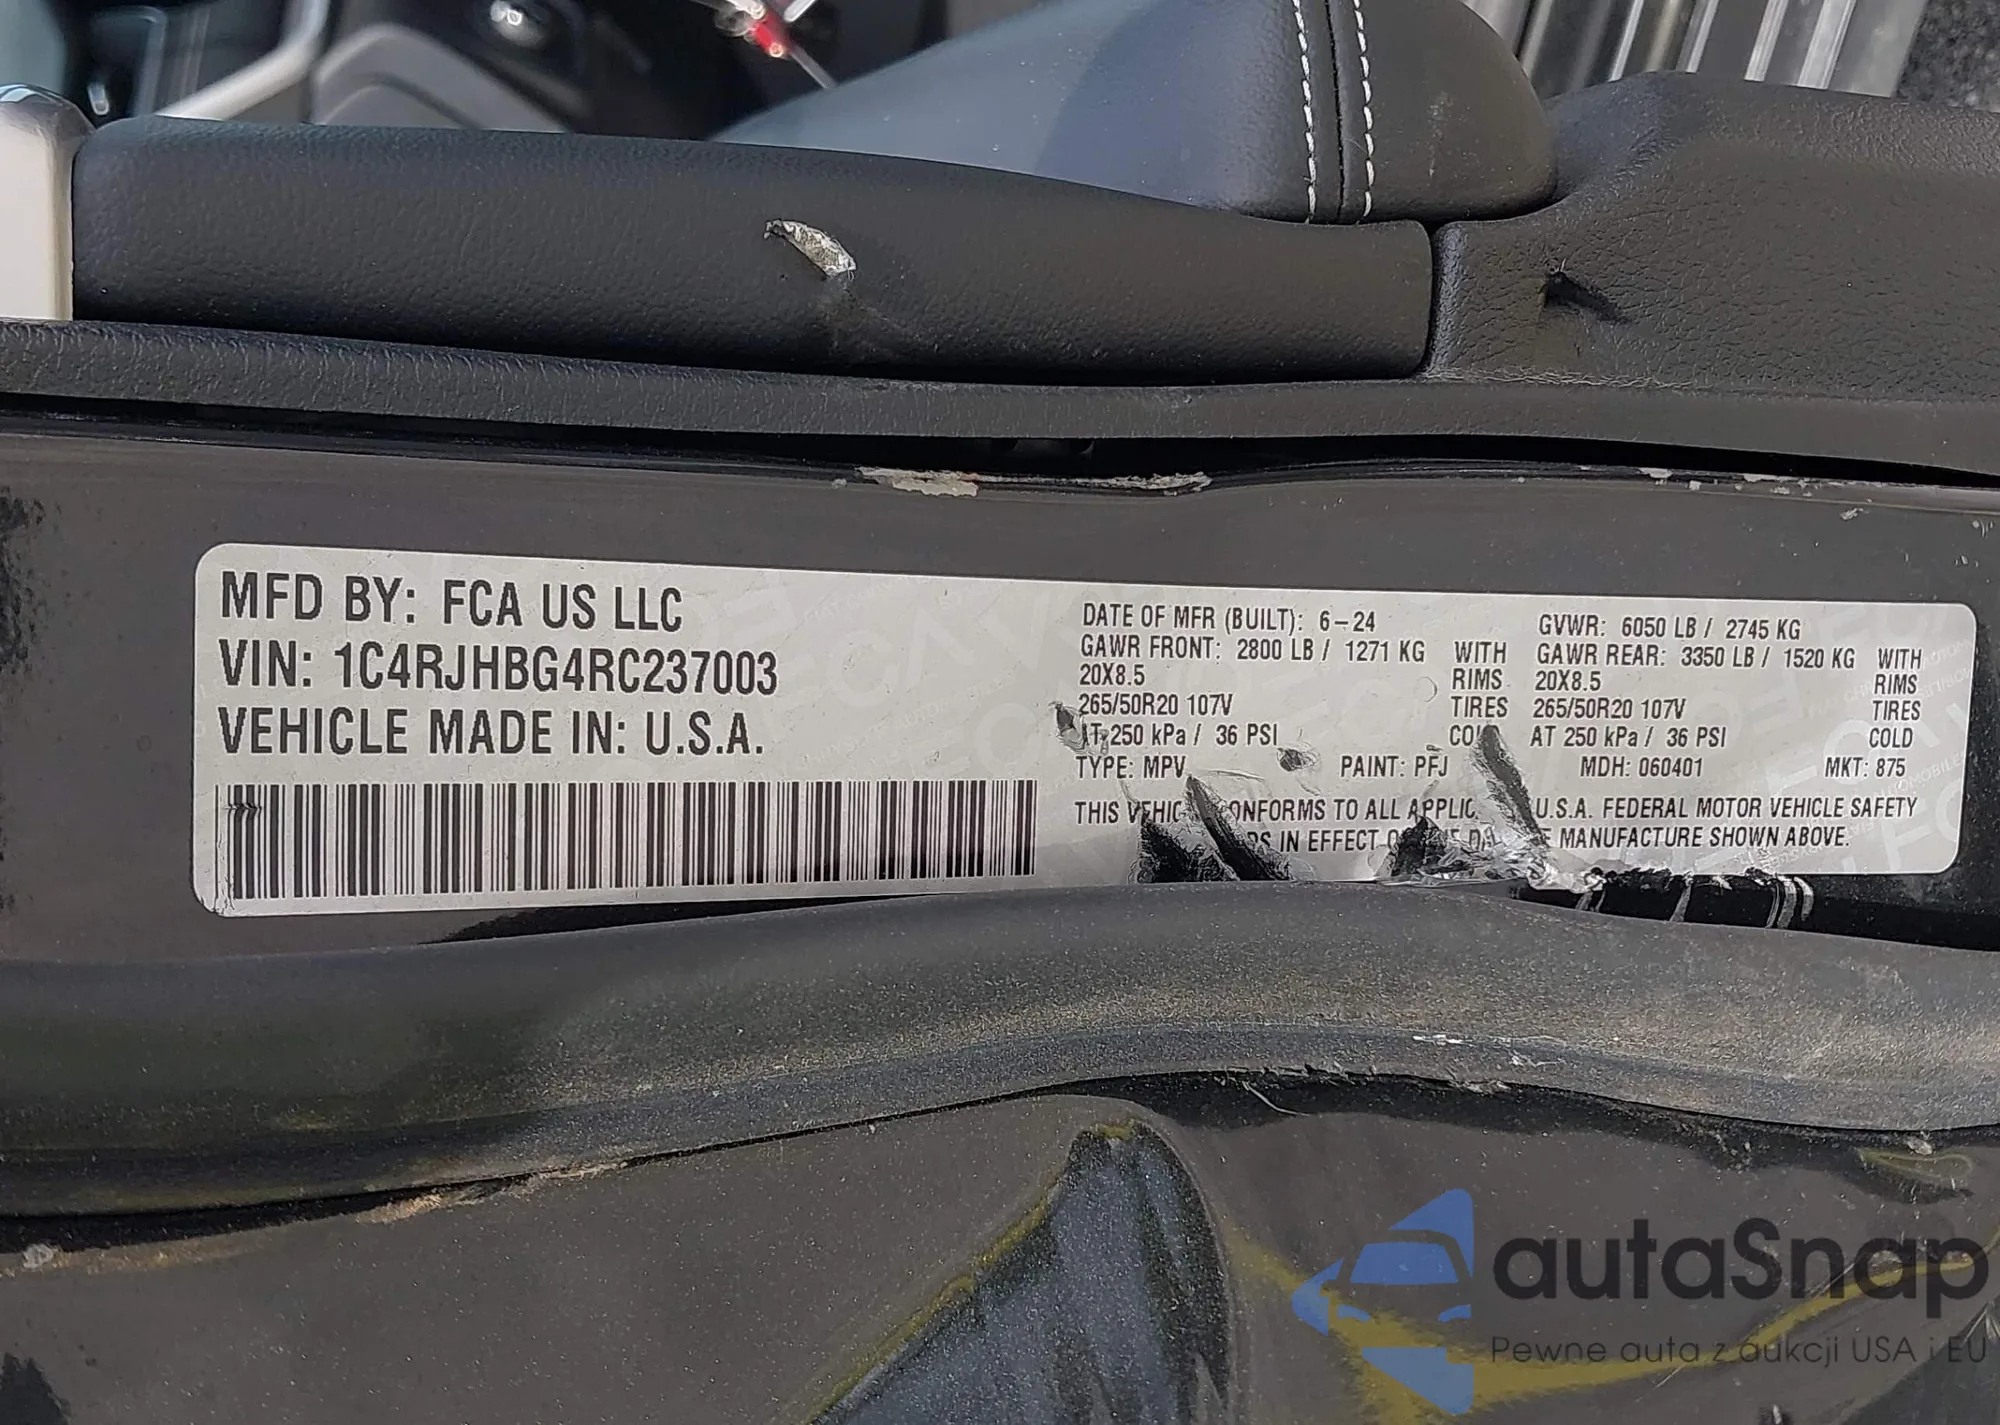 MFD BY: FCA US LLC
VIN: 1C4RJHBG4RC237003
VEHICLE MADE IN: U.S.A.
DATE OF MFR (BUILT): 6-24 GVWR: 6050 LB / 2745 KG
GAWR FRONT: 2800 LB / 1271 KG WITH GAWR REAR: 3350 LB / 1520 KG WITH
20X8.5 RIMS 20X8.5 RIMS
265/50R20 107V TIRES 265/50R20 107V TIRES
AT 250 kPa / 36 PSI AT 250 kPa / 36 PSI COLD
TYPE: MPV PAINT: PFJ MDH: 060401 MKT: 875
THIS CONFORMS TO ALL U.S.A. FEDERAL MOTOR VEHICLE SAFETY
IN EFFECT MANUFACTURE SHOWN ABOVE.
autaSnap
Pewne auta z aukcji USA i EU